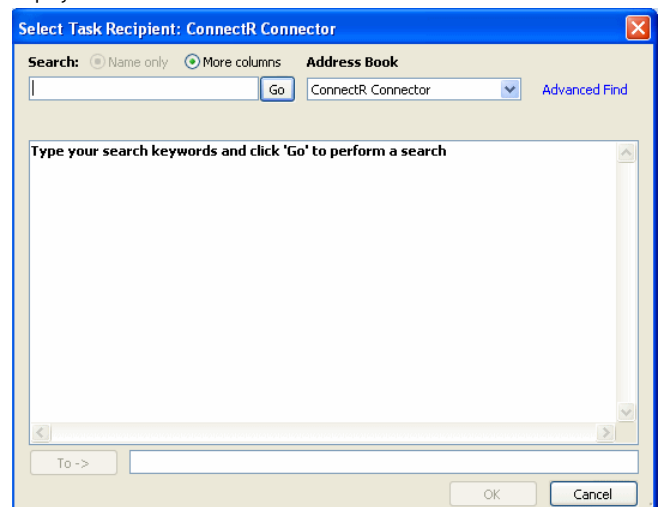 Select Task Recipient: ConnectR Connector
Search: Name only More columns Address Book
Go ConnectR Connector Advanced Find
Type your search keywords and click 'Go' to perform a search
To ->
OK Cancel